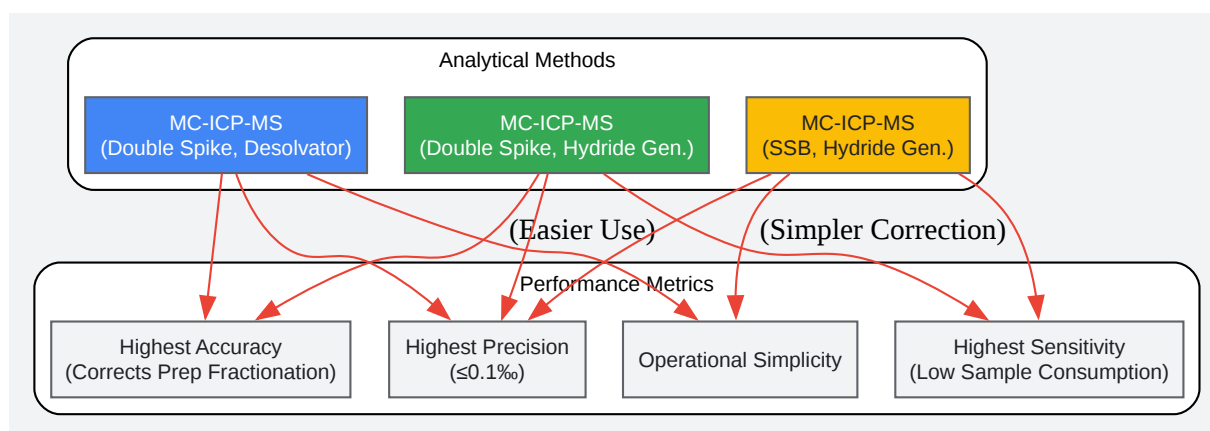 Analytical Methods
MC-ICP-MS
(Double Spike, Desolvator)
MC-ICP-MS
(Double Spike, Hydride Gen.)
MC-ICP-MS
(SSB, Hydride Gen.)
(Easier Use)
(Simpler Correction)
Performance Metrics
Highest Accuracy
(Corrects Prep Fractionation)
Highest Precision
(≤0.1‰)
Operational Simplicity
Highest Sensitivity
(Low Sample Consumption)